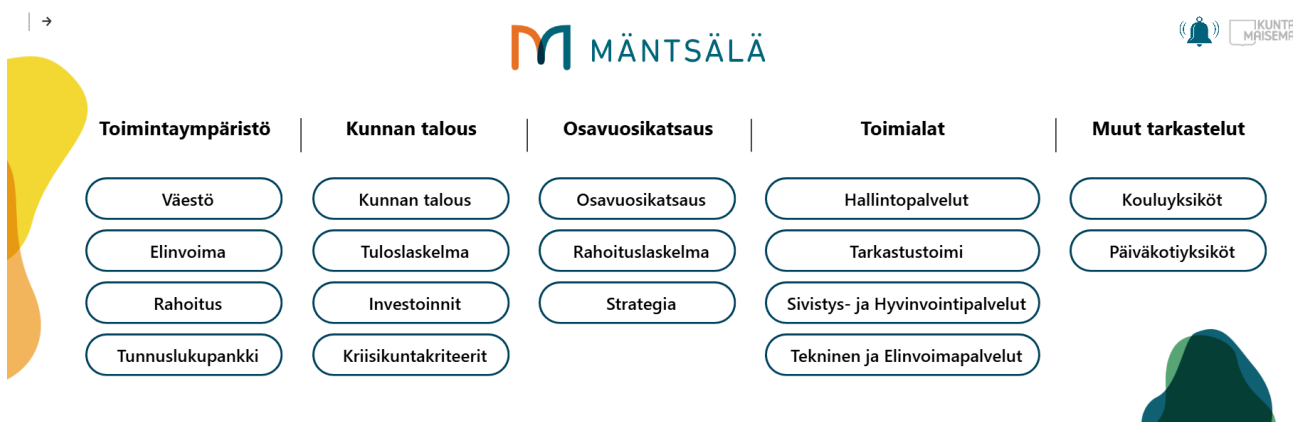 MÄNTSÄLÄ
Toimintaympäristö
Kunnan talous
Osavuosikatsaus
Toimialat
Muut tarkastelut
Väestö
Kunnan talous
Osavuosikatsaus
Hallintopalvelut
Kouluyksiköt
Elinvoima
Tuloslaskelma
Rahoituslaskelma
Tarkastustoimi
Päiväkotiyksiköt
Rahoitus
Investoinnit
Strategia
Sivistys- ja Hyvinvointipalvelut
Tunnuslukupankki
Kriisikuntakriteerit
Tekninen ja Elinvoimapalvelut